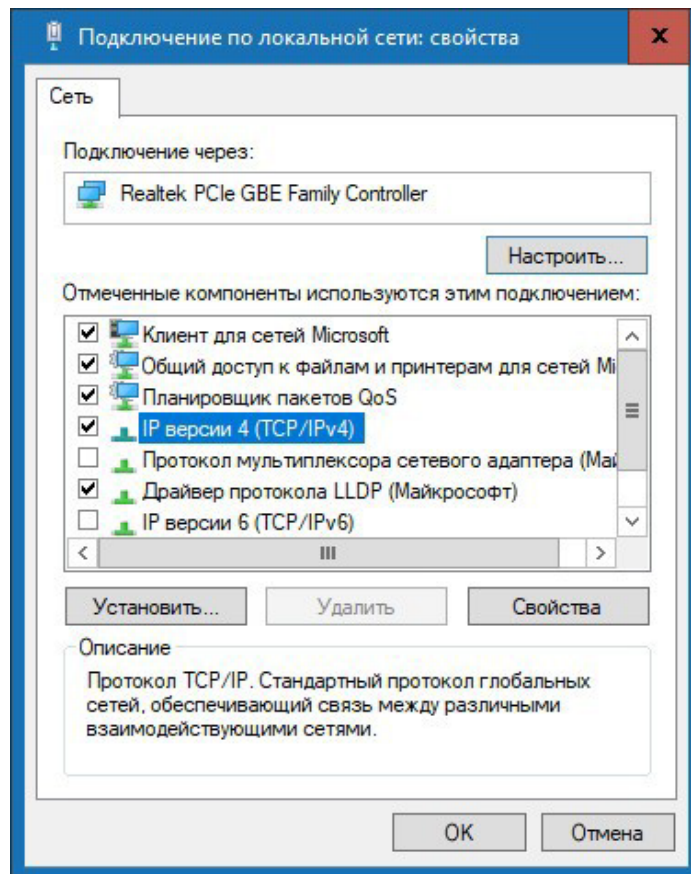 Подключение по локальной сети: свойства
x
Сеть
Подключение через:
Realtek PCIe GBE Family Controller
Настроить...
Отмеченные компоненты используются этим подключением:
Клиент для сетей Microsoft
Общий доступ к файлам и принтерам для сетей Mi
Планировщик пакетов QoS
IP версии 4 (TCP/IPv4)
Протокол мультиплексора сетевого адаптера (Май
Драйвер протокола LLDP (Майкрософт)
IP версии 6 (TCP/IPv6)
Установить... Удалить Свойства
Описание
Протокол TCP/IP. Стандартный протокол глобальных
сетей, обеспечивающий связь между различными
взаимодействующими сетями.
OK Отмена